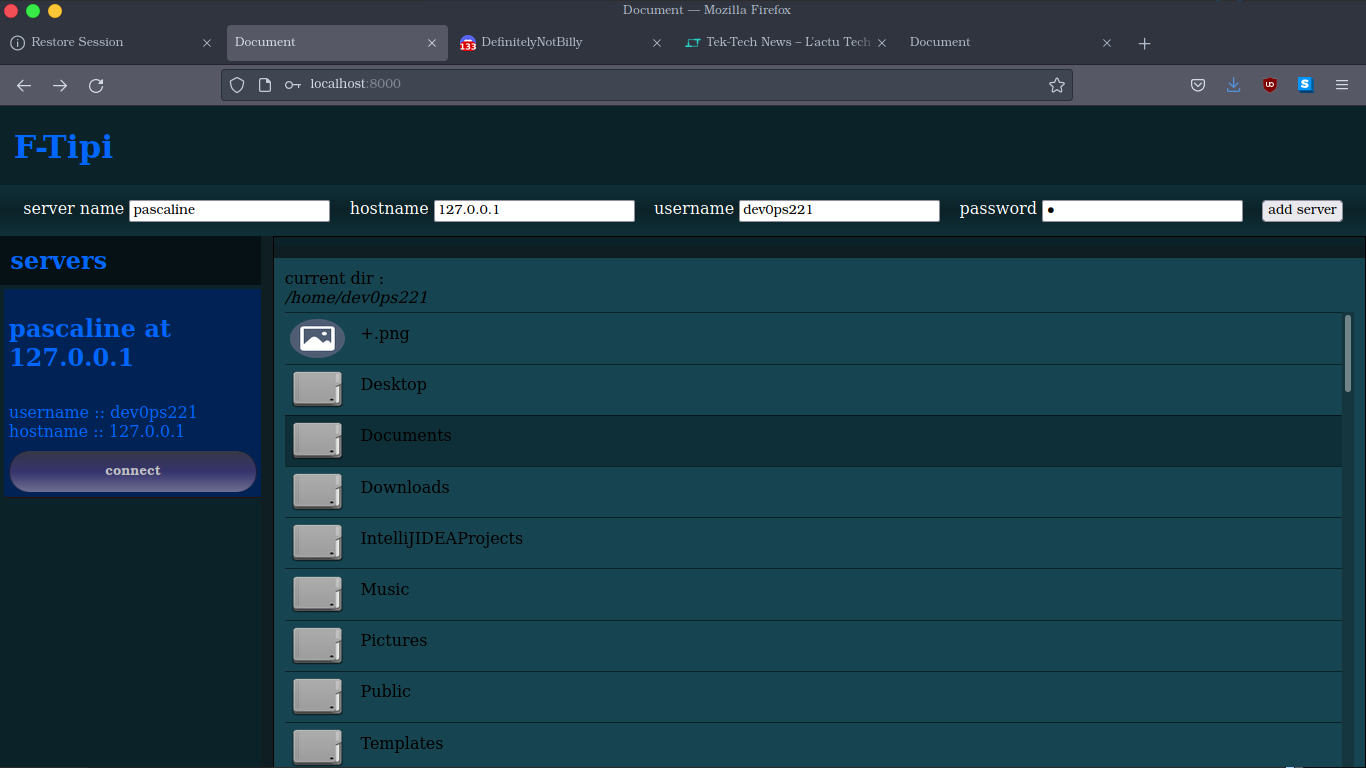 Document — Mozilla Firefox
Restore Session
Document
133
DefinitelyNotBilly
Tek-Tech News – L'actu Tech
Document
localhost:8000
UO
S
F-Tipi
server name pascaline hostname 127.0.0.1 username dev0ps221 password add server
servers
pascaline at
127.0.0.1
username :: dev0ps221
hostname :: 127.0.0.1
connect
current dir :
/home/dev0ps221
+.png
Desktop
Documents
Downloads
IntelliJIDEAProjects
Music
Pictures
Public
Templates